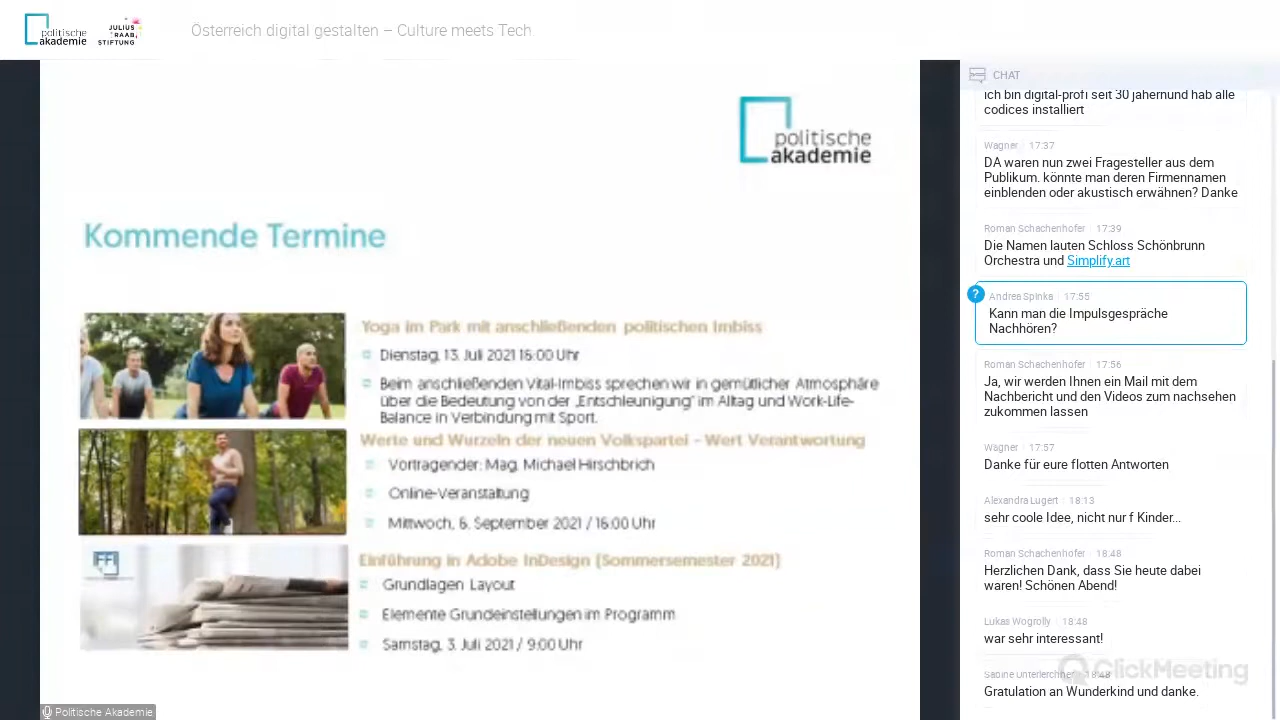 politische
akademie
JULIUS
RAAB
STIFTUNG
Österreich digital gestalten – Culture meets Tech
politische
akademie
Kommende Termine
Yoga im Park mit anschließenden politischen Imbiss
Dienstag, 13. Juli 2021 16:00 Uhr
Beim anschließenden Vital-Imbiss sprechen wir in gemütlicher Atmosphäre
über die Bedeutung von der „Entschleunigung" im Alltag und Work-Life-
Balance in Verbindung mit Sport.
Werte und Wurzeln der neuen Volkspartei - Wert Verantwortung
Vortragender: Mag. Michael Hirschbrich
Online-Veranstaltung
Mittwoch, 6. September 2021 / 16:00 Uhr
FFI
Einführung in Adobe InDesign (Sommersemester 2021)
Grundlagen Layout
Elemente Grundeinstellungen im Programm
Samstag, 3. Juli 2021 / 9:00 Uhr
Politische Akademie
CHAT
ich bin digital-profi seit 30 jahernund hab alle
codices installiert
Wagner 17:37
DA waren nun zwei Fragesteller aus dem
Publikum. könnte man deren Firmennamen
einblenden oder akustisch erwähnen? Danke
Roman Schachenhofer 17:39
Die Namen lauten Schloss Schönbrunn
Orchestra und Simplify.art
?
Andrea Spinka 17:55
Kann man die Impulsgespräche
Nachhören?
Roman Schachenhofer 17:56
Ja, wir werden Ihnen ein Mail mit dem
Nachbericht und den Videos zum nachsehen
zukommen lassen
Wagner 17:57
Danke für eure flotten Antworten
Alexandra Lugert 18:13
sehr coole Idee, nicht nur f Kinder...
Roman Schachenhofer 18:48
Herzlichen Dank, dass Sie heute dabei
waren! Schönen Abend!
Lukas Wogrolly 18:48
war sehr interessant!
Sabine Unterlerchner 18:48
ClickMeeting
Gratulation an Wunderkind und danke.